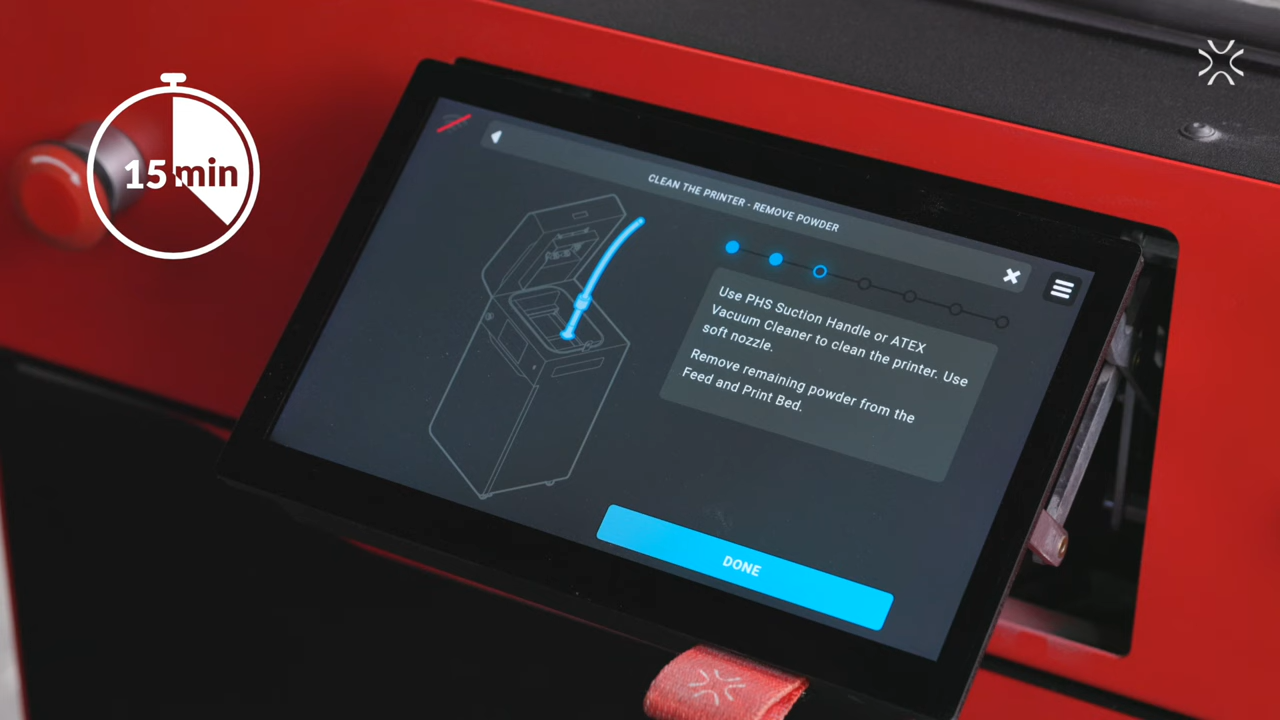 15 min
CLEAN THE PRINTER - REMOVE POWDER
Use PHS Suction Handle or ATEX
Vacuum Cleaner to clean the printer. Use
soft nozzle.
Remove remaining powder from the
Feed and Print Bed.
DONE